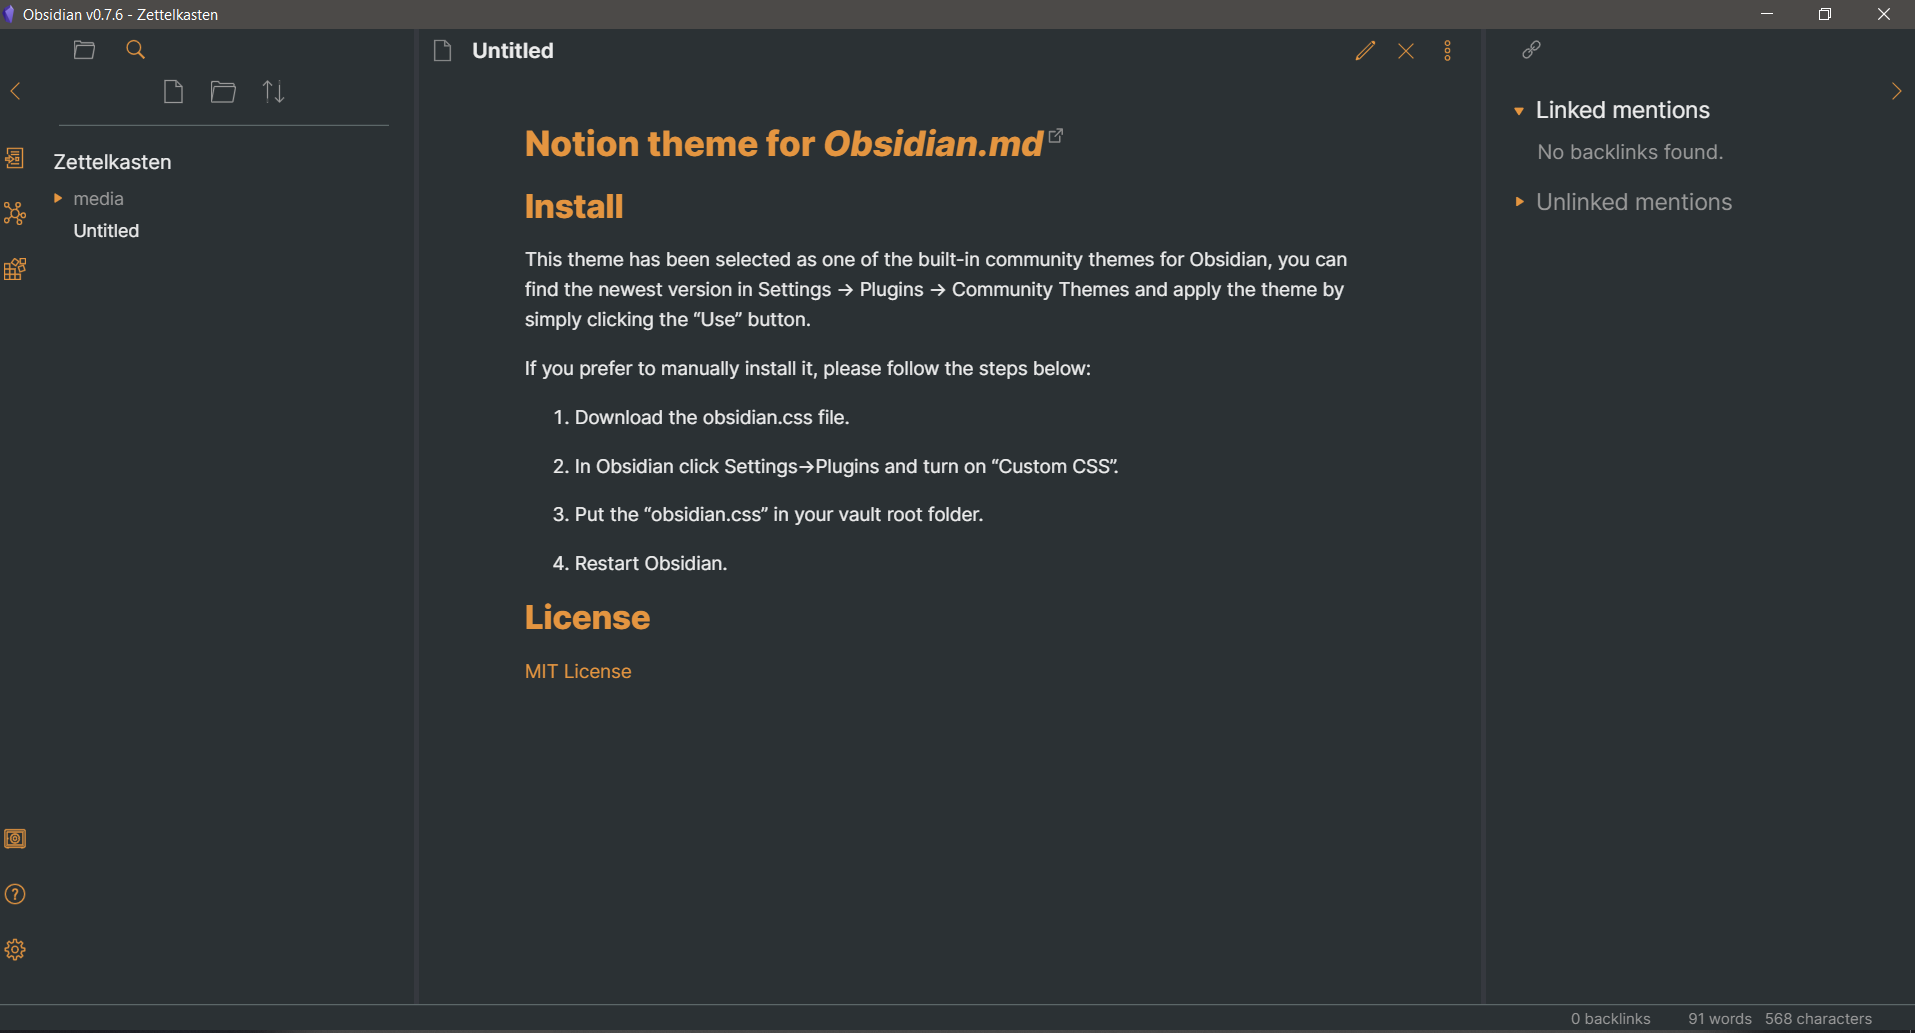 Obsidian v0.7.6 - Zettelkasten
Zettelkasten
media
Untitled
Untitled
Notion theme for Obsidian.md
Install
This theme has been selected as one of the built-in community themes for Obsidian, you can
find the newest version in Settings → Plugins → Community Themes and apply the theme by
simply clicking the “Use” button.
If you prefer to manually install it, please follow the steps below:
1. Download the obsidian.css file.
2. In Obsidian click Settings→Plugins and turn on “Custom CSS”.
3. Put the “obsidian.css” in your vault root folder.
4. Restart Obsidian.
License
MIT License
Linked mentions
No backlinks found.
Unlinked mentions
0 backlinks 91 words 568 characters